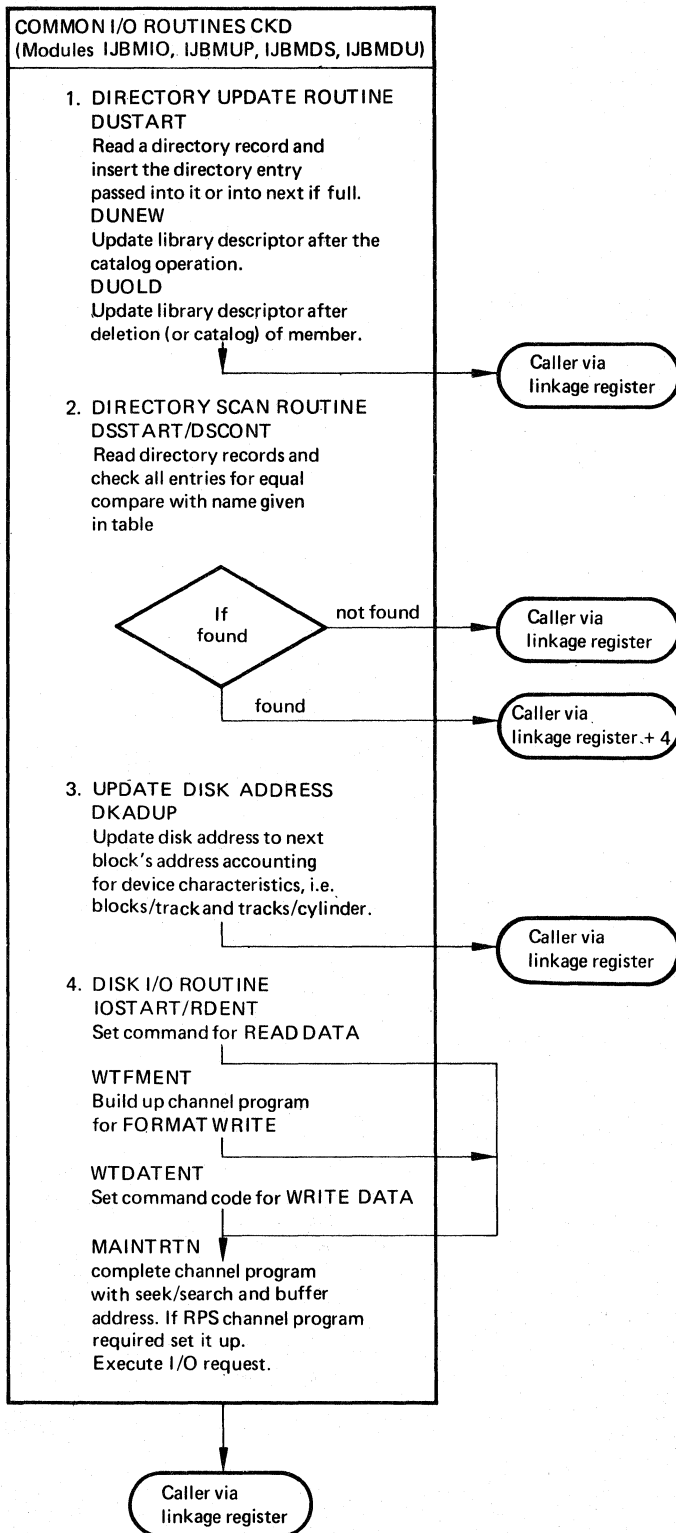 COMMON I/O ROUTINES CKD
(Modules IJBMIO, IJBMUP, IJBMDS, IJBMDU)
1. DIRECTORY UPDATE ROUTINE
DUSTART
Read a directory record and
insert the directory entry
passed into it or into next if full.
DUNEW
Update library descriptor after the
catalog operation.
DUOLD
Update library descriptor after
deletion (or catalog) of member.
Caller via
linkage register
2. DIRECTORY SCAN ROUTINE
DSSTART/DSCONT
Read directory records and
check all entries for equal
compare with name given
in table
If
found
not found
Caller via
linkage register
found
Caller via
linkage register + 4
3. UPDATE DISK ADDRESS
DKADUP
Update disk address to next
block's address accounting
for device characteristics, i.e.
blocks/track and tracks/cylinder.
Caller via
linkage register
4. DISK I/O ROUTINE
IOSTART/RDENT
Set command for READ DATA
WTFMENT
Build up channel program
for FORMAT WRITE
WTDATENT
Set command code for WRITE DATA
MAINTRTN
complete channel program
with seek/search and buffer
address. If RPS channel program
required set it up.
Execute I/O request.
Caller via
linkage register